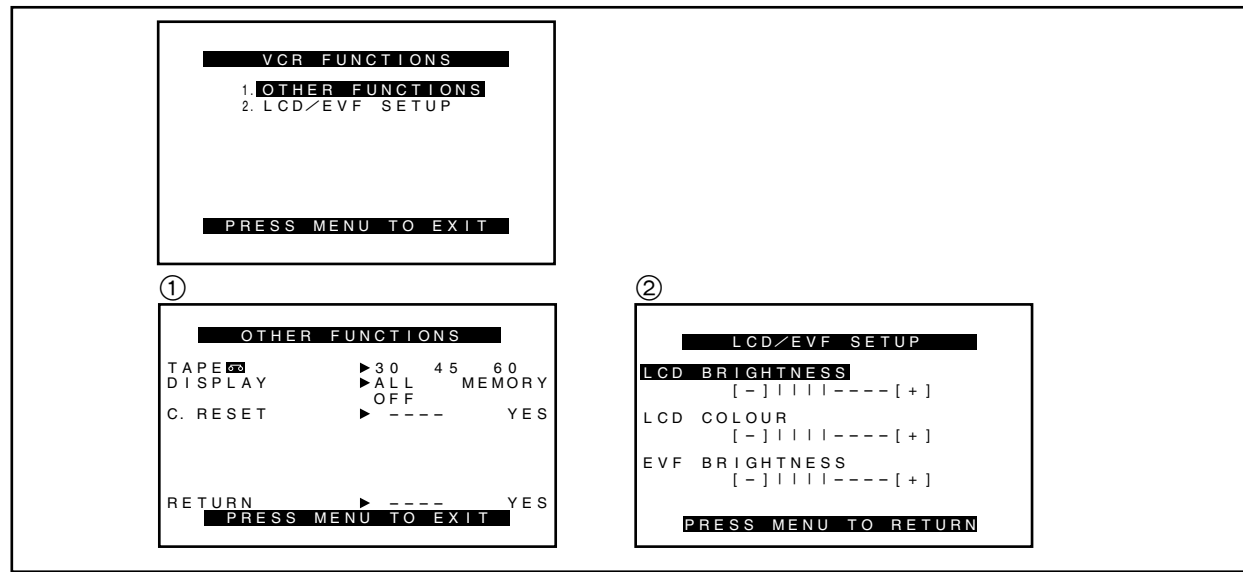 VCR FUNCTIONS
1. OTHER FUNCTIONS
2. LCD/EVF SETUP
PRESS MENU TO EXIT
①
OTHER FUNCTIONS
TAPE ▶30 45 60
DISPLAY ▶ALL MEMORY
OFF
C. RESET ▶ ---- YES
RETURN ▶ ---- YES
PRESS MENU TO EXIT
②
LCD/EVF SETUP
LCD BRIGHTNESS
[-]||||----[+]
LCD COLOUR
[-]||||----[+]
EVF BRIGHTNESS
[-]||||----[+]
PRESS MENU TO RETURN